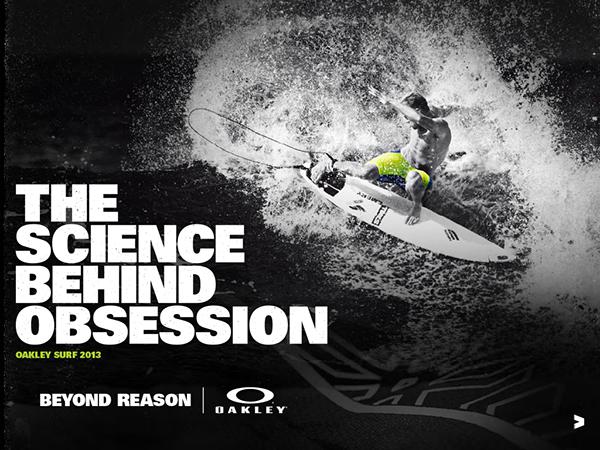 THE
SCIENCE
BEHIND
OBSESSION
OAKLEY SURF 2013
BEYOND REASON
OAKLEY